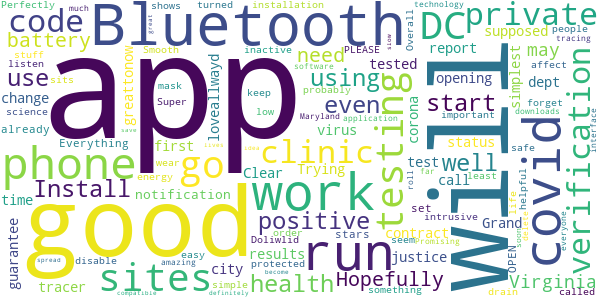 Perfectly much great shows turned installation technology
code Bluetooth DC private
battery Smooth inactive Overall supposed people tracing
stuff PLEASE
listen sits mask tested report may
use need using opening simplest affect dept
change Super keep low even
science probably software start forget downloads
already app greattonow loveallwayd corona important interface
Everything virus application status safe
wear first clinic Maryland well
phone energy go Clear testing Will covid verification
Trying test call least helpful
Install work roll far intrusive life everyone
time notification order set Grand OPEN
good positive stars contract soon delete
guarantee disable Doliwlid seem justice Virginia
tracer sites city easy results run Hopefully
simple amazing protected something drain called
spread health become
save lives idea Promising slow
compatible definitely